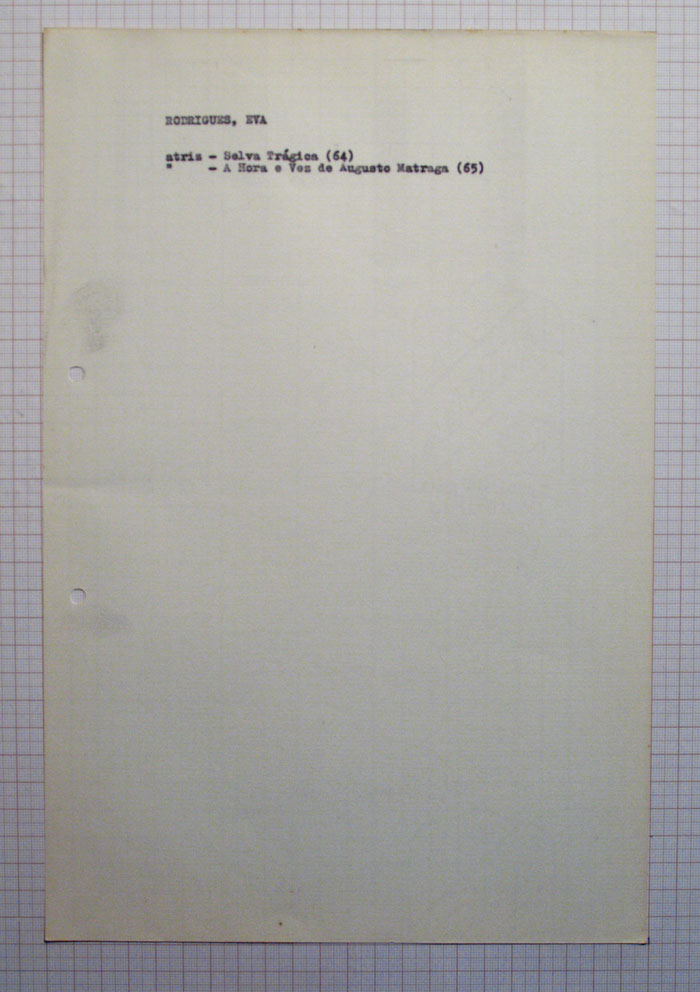 RODRIGUES, EVA
atriz - Selva Trágica (64)
" - A Hora e Vez de Augusto Matraga (65)